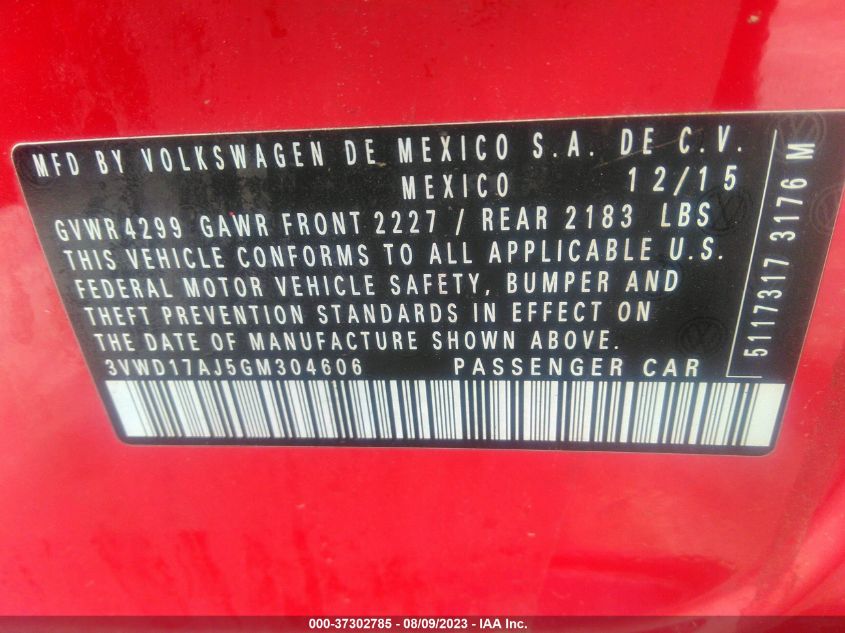 MFD BY VOLKSWAGEN DE MEXICO S.A. DE C.V.
MEXICO 12/15
GVWR 4299 GAWR FRONT 2227 / REAR 2183 LBS
THIS VEHICLE CONFORMS TO ALL APPLICABLE U.S.
FEDERAL MOTOR VEHICLE SAFETY, BUMPER AND
THEFT PREVENTION STANDARDS IN EFFECT ON
THE DATE OF MANUFACTURE SHOWN ABOVE.
3VWD17AJ5GM304606 PASSENGER CAR
5117317 3176 M
000-37302785 - 08/09/2023 - IAA Inc.